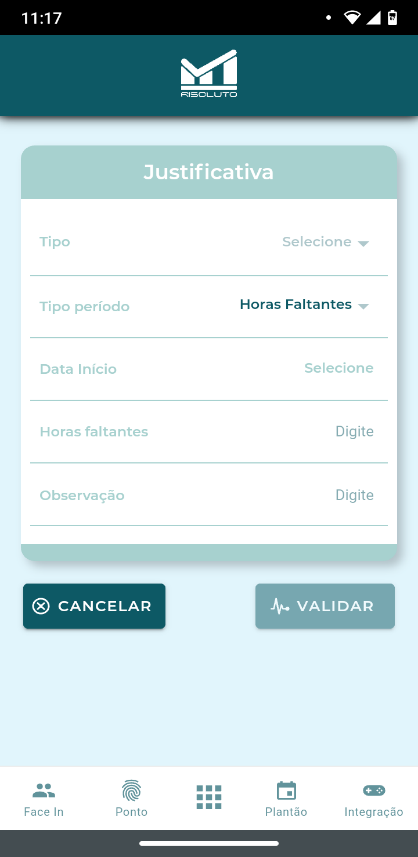 11:17
RISOLUTO
Justificativa
Tipo Selecione
Tipo período Horas Faltantes
Data Início Selecione
Horas faltantes Digite
Observação Digite
CANCELAR VALIDAR
Face In Ponto Plantão Integração